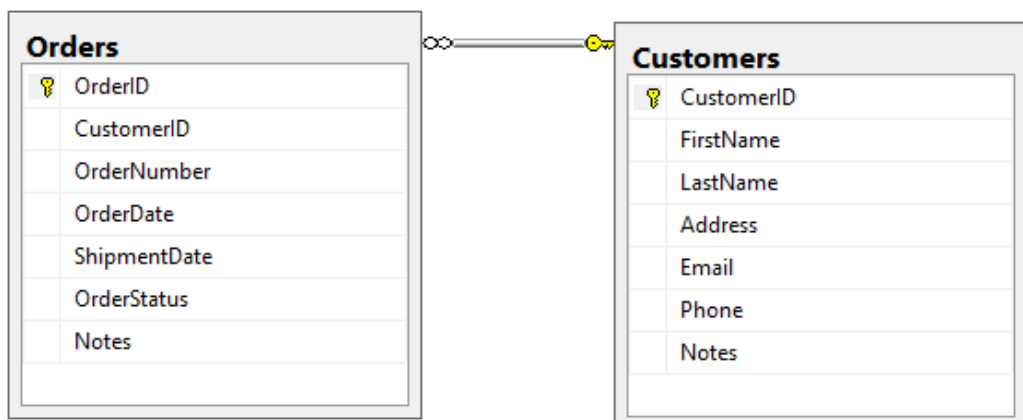 Orders
OrderID
CustomerID
OrderNumber
OrderDate
ShipmentDate
OrderStatus
Notes
Customers
CustomerID
FirstName
LastName
Address
Email
Phone
Notes